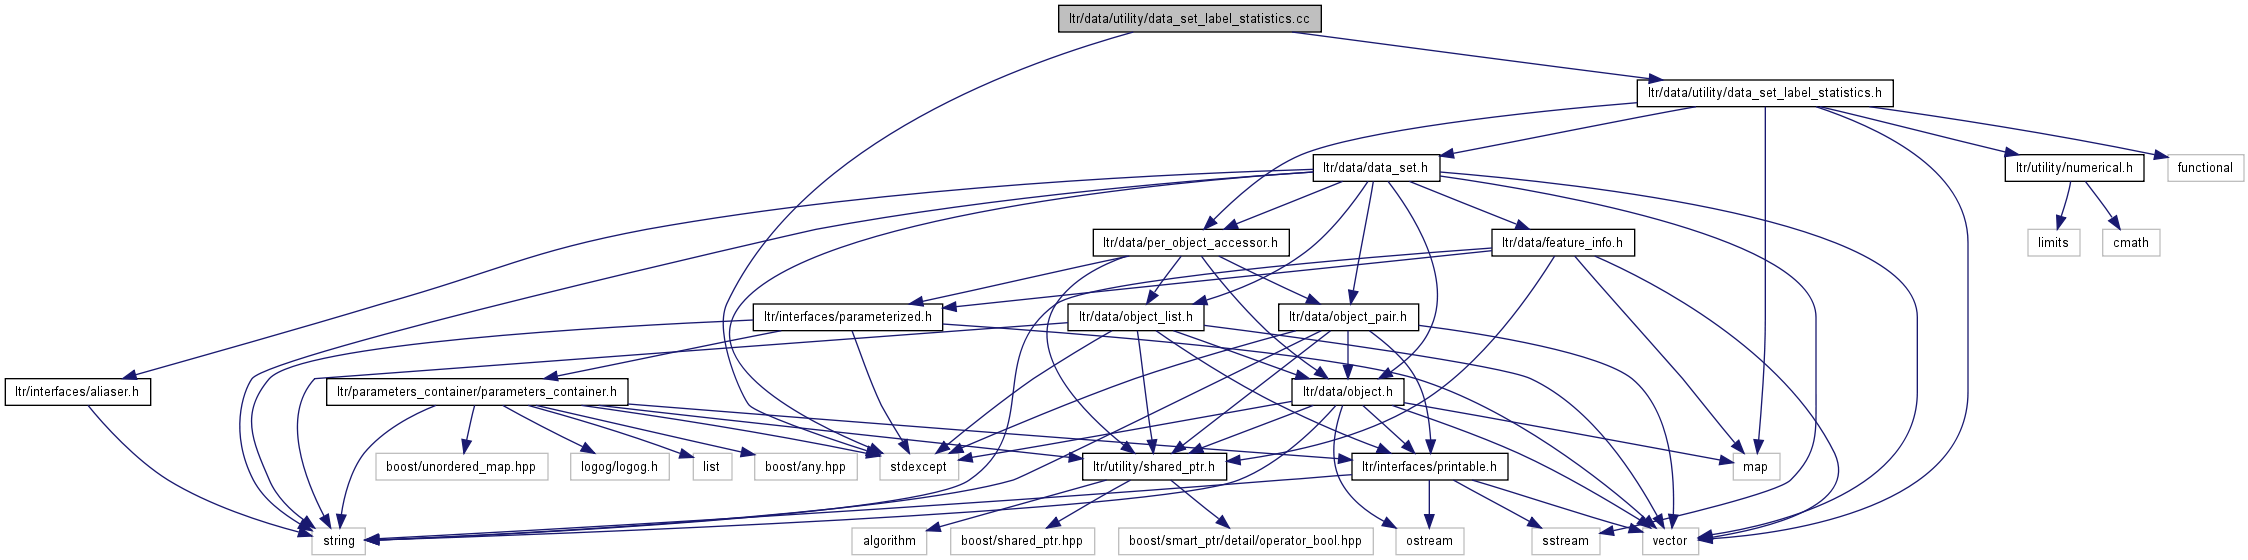 ltr/data/utility/data_set_label_statistics.cc
ltr/data/utility/data_set_label_statistics.h
ltr/data/data_set.h
ltr/utility/numerical.h
functional
ltr/data/per_object_accessor.h
ltr/data/feature_info.h
limits
cmath
ltr/interfaces/parameterized.h
ltr/data/object_list.h
ltr/data/object_pair.h
ltr/interfaces/aliaser.h
ltr/parameters_container/parameters_container.h
ltr/data/object.h
boost/unordered_map.hpp
logog/logog.h
list
boost/any.hpp
stdexcept
ltr/utility/shared_ptr.h
ltr/interfaces/printable.h
map
string
algorithm
boost/shared_ptr.hpp
boost/smart_ptr/detail/operator_bool.hpp
ostream
sstream
vector